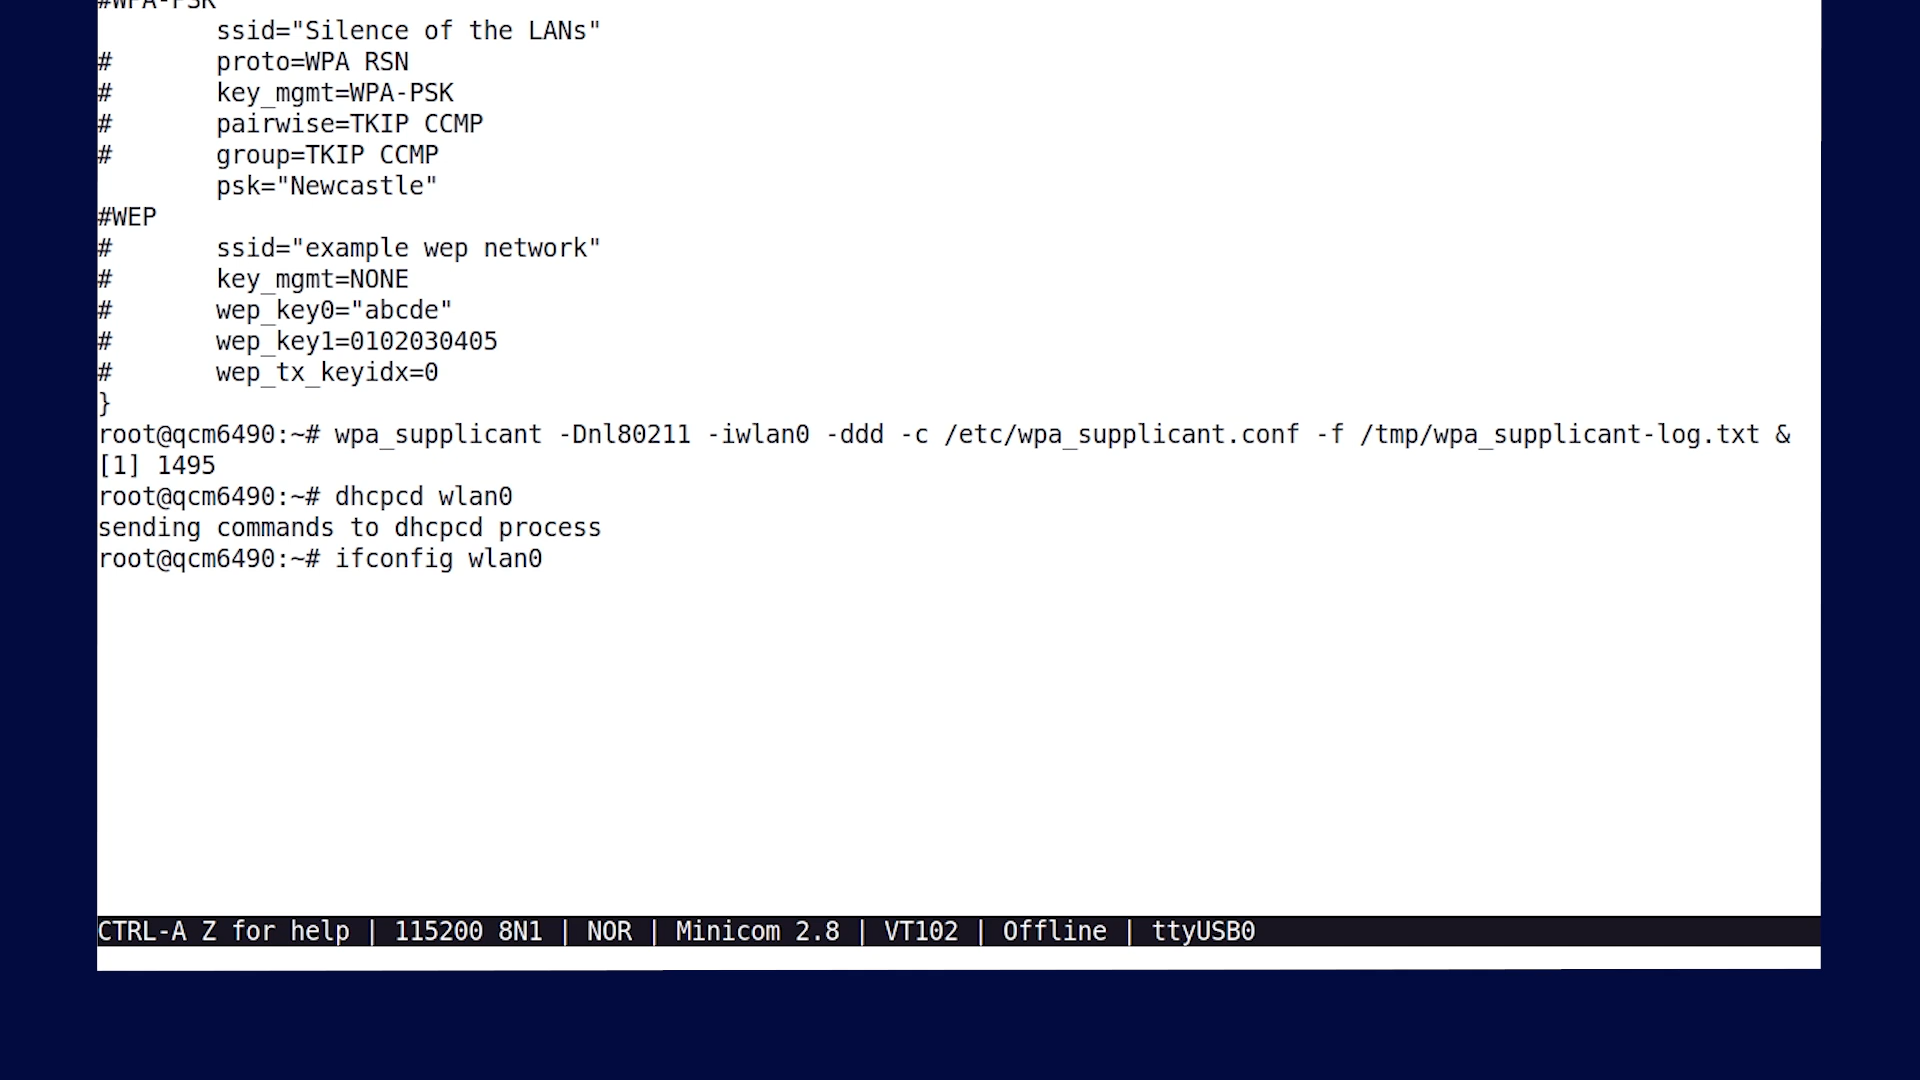 #WPA-PSK
ssid="Silence of the LANs"
# proto=WPA RSN
# key_mgmt=WPA-PSK
# pairwise=TKIP CCMP
# group=TKIP CCMP
psk="Newcastle"
#WEP
# ssid="example wep network"
# key_mgmt=NONE
# wep_key0="abcde"
# wep_key1=0102030405
# wep_tx_keyidx=0
}
root@qcm6490:~# wpa_supplicant -Dnl80211 -iwlan0 -ddd -c /etc/wpa_supplicant.conf -f /tmp/wpa_supplicant-log.txt &
[1] 1495
root@qcm6490:~# dhcpcd wlan0
sending commands to dhcpcd process
root@qcm6490:~# ifconfig wlan0
CTRL-A Z for help | 115200 8N1 | NOR | Minicom 2.8 | VT102 | Offline | ttyUSB0